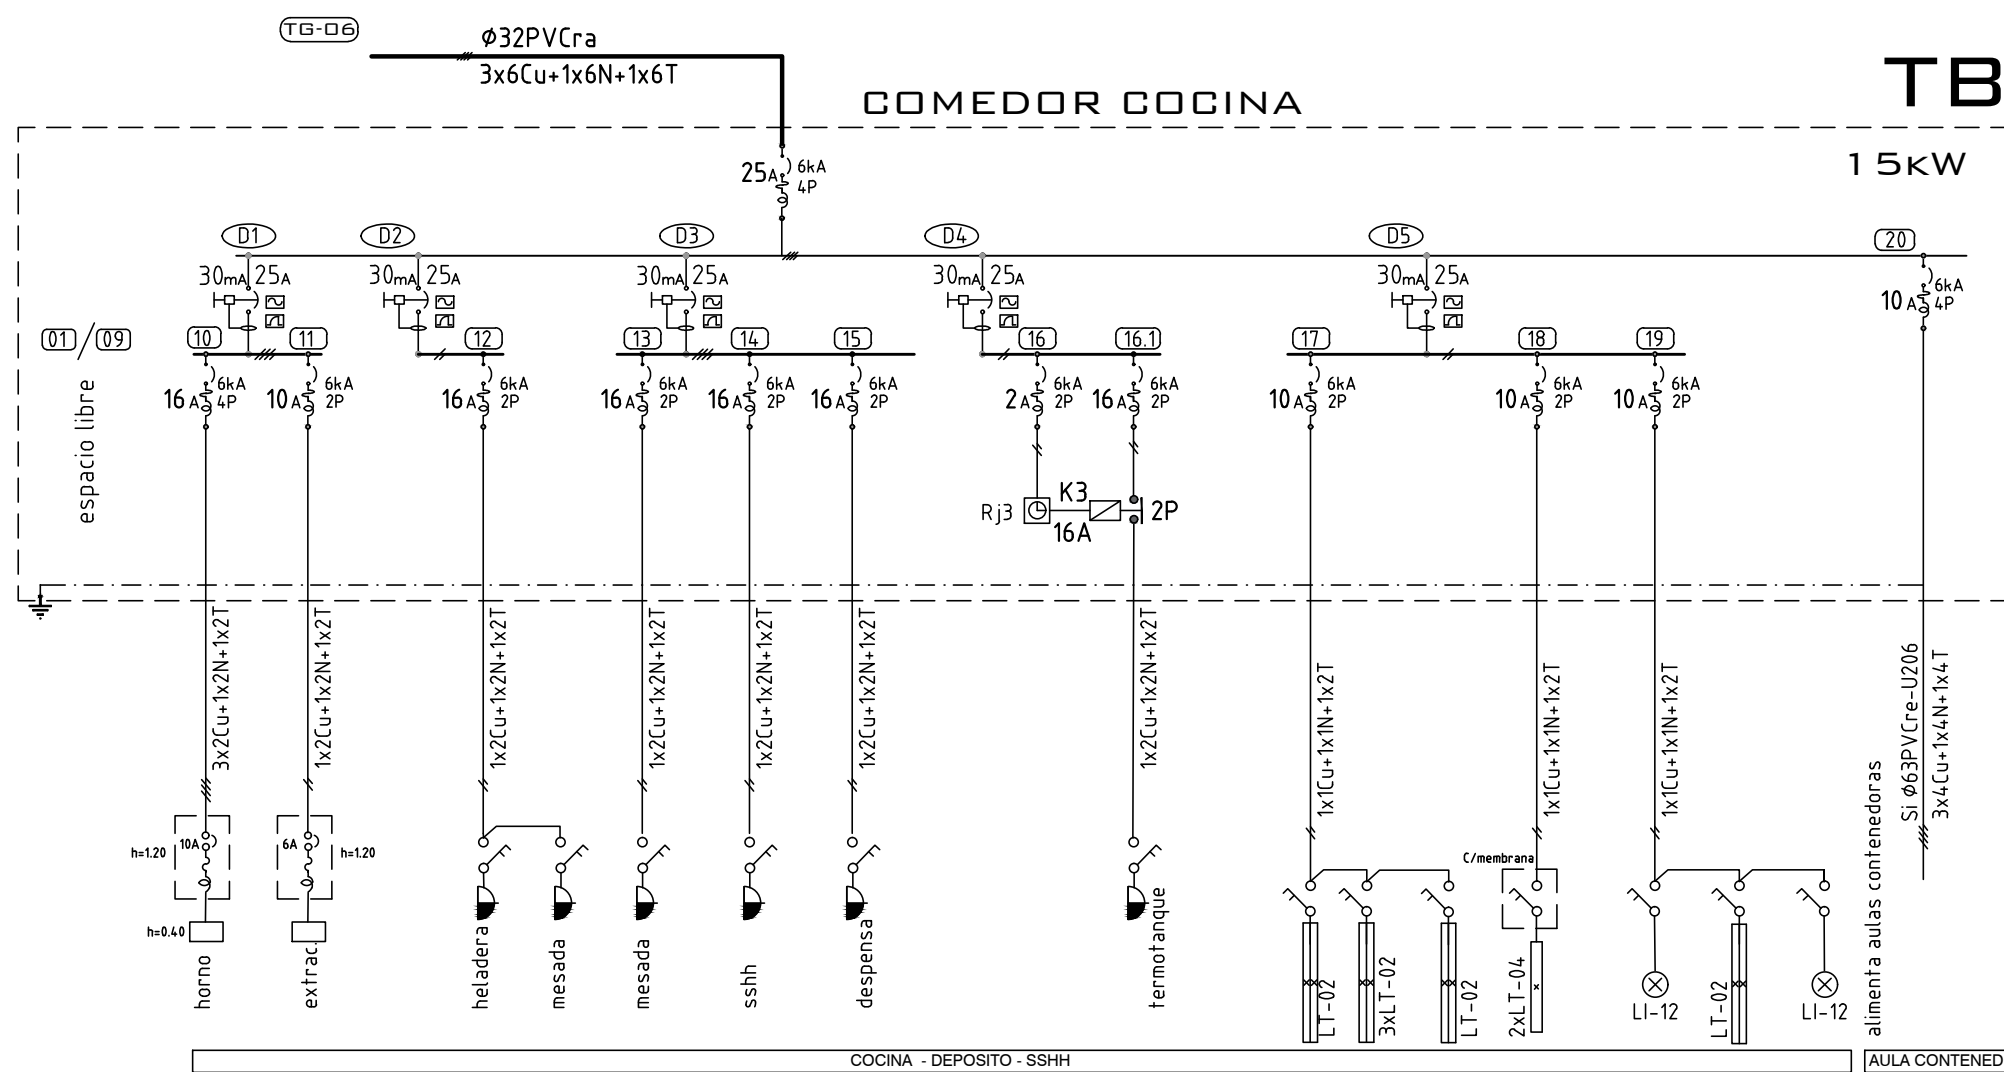 TG-06
Ø32PVCra
3x6Cu+1x6N+1x6T
COMEDOR COCINA
TB
15kW
25A
6kA
4P
D1
D2
D3
D4
D5
20
30mA 25A
30mA 25A
30mA 25A
30mA 25A
30mA 25A
10 A
6kA
4P
01 / 09
espacio libre
10
11
12
13
14
15
16
16.1
17
18
19
16 A
6kA
4P
10A
6kA
2P
16A
6kA
2P
16A
6kA
2P
16A
6kA
2P
16A
6kA
2P
2A
6kA
2P
16A
6kA
2P
10 A
6kA
2P
10 A
6kA
2P
10 A
6kA
2P
Rj3
K3
16A
2P
3x2Cu+1x2N+1x2T
1x2Cu+1x2N+1x2T
1x2Cu+1x2N+1x2T
1x2Cu+1x2N+1x2T
1x2Cu+1x2N+1x2T
1x2Cu+1x2N+1x2T
1x2Cu+1x2N+1x2T
1x1Cu+1x1N+1x2T
1x1Cu+1x1N+1x2T
1x1Cu+1x1N+1x2T
Si Ø63PVCre-U206
3x4Cu+1x4N+1x4T
h=1.20
10A
6A
h=1.20
h=0.40
C/membrana
horno
extrac.
heladera
mesada
mesada
sshh
despensa
termotanque
LT-02
3xLT-02
LT-02
2xLT-04
LI-12
LT-02
LI-12
alimenta aulas contenedoras
COCINA - DEPOSITO - SSHH
AULA CONTENED